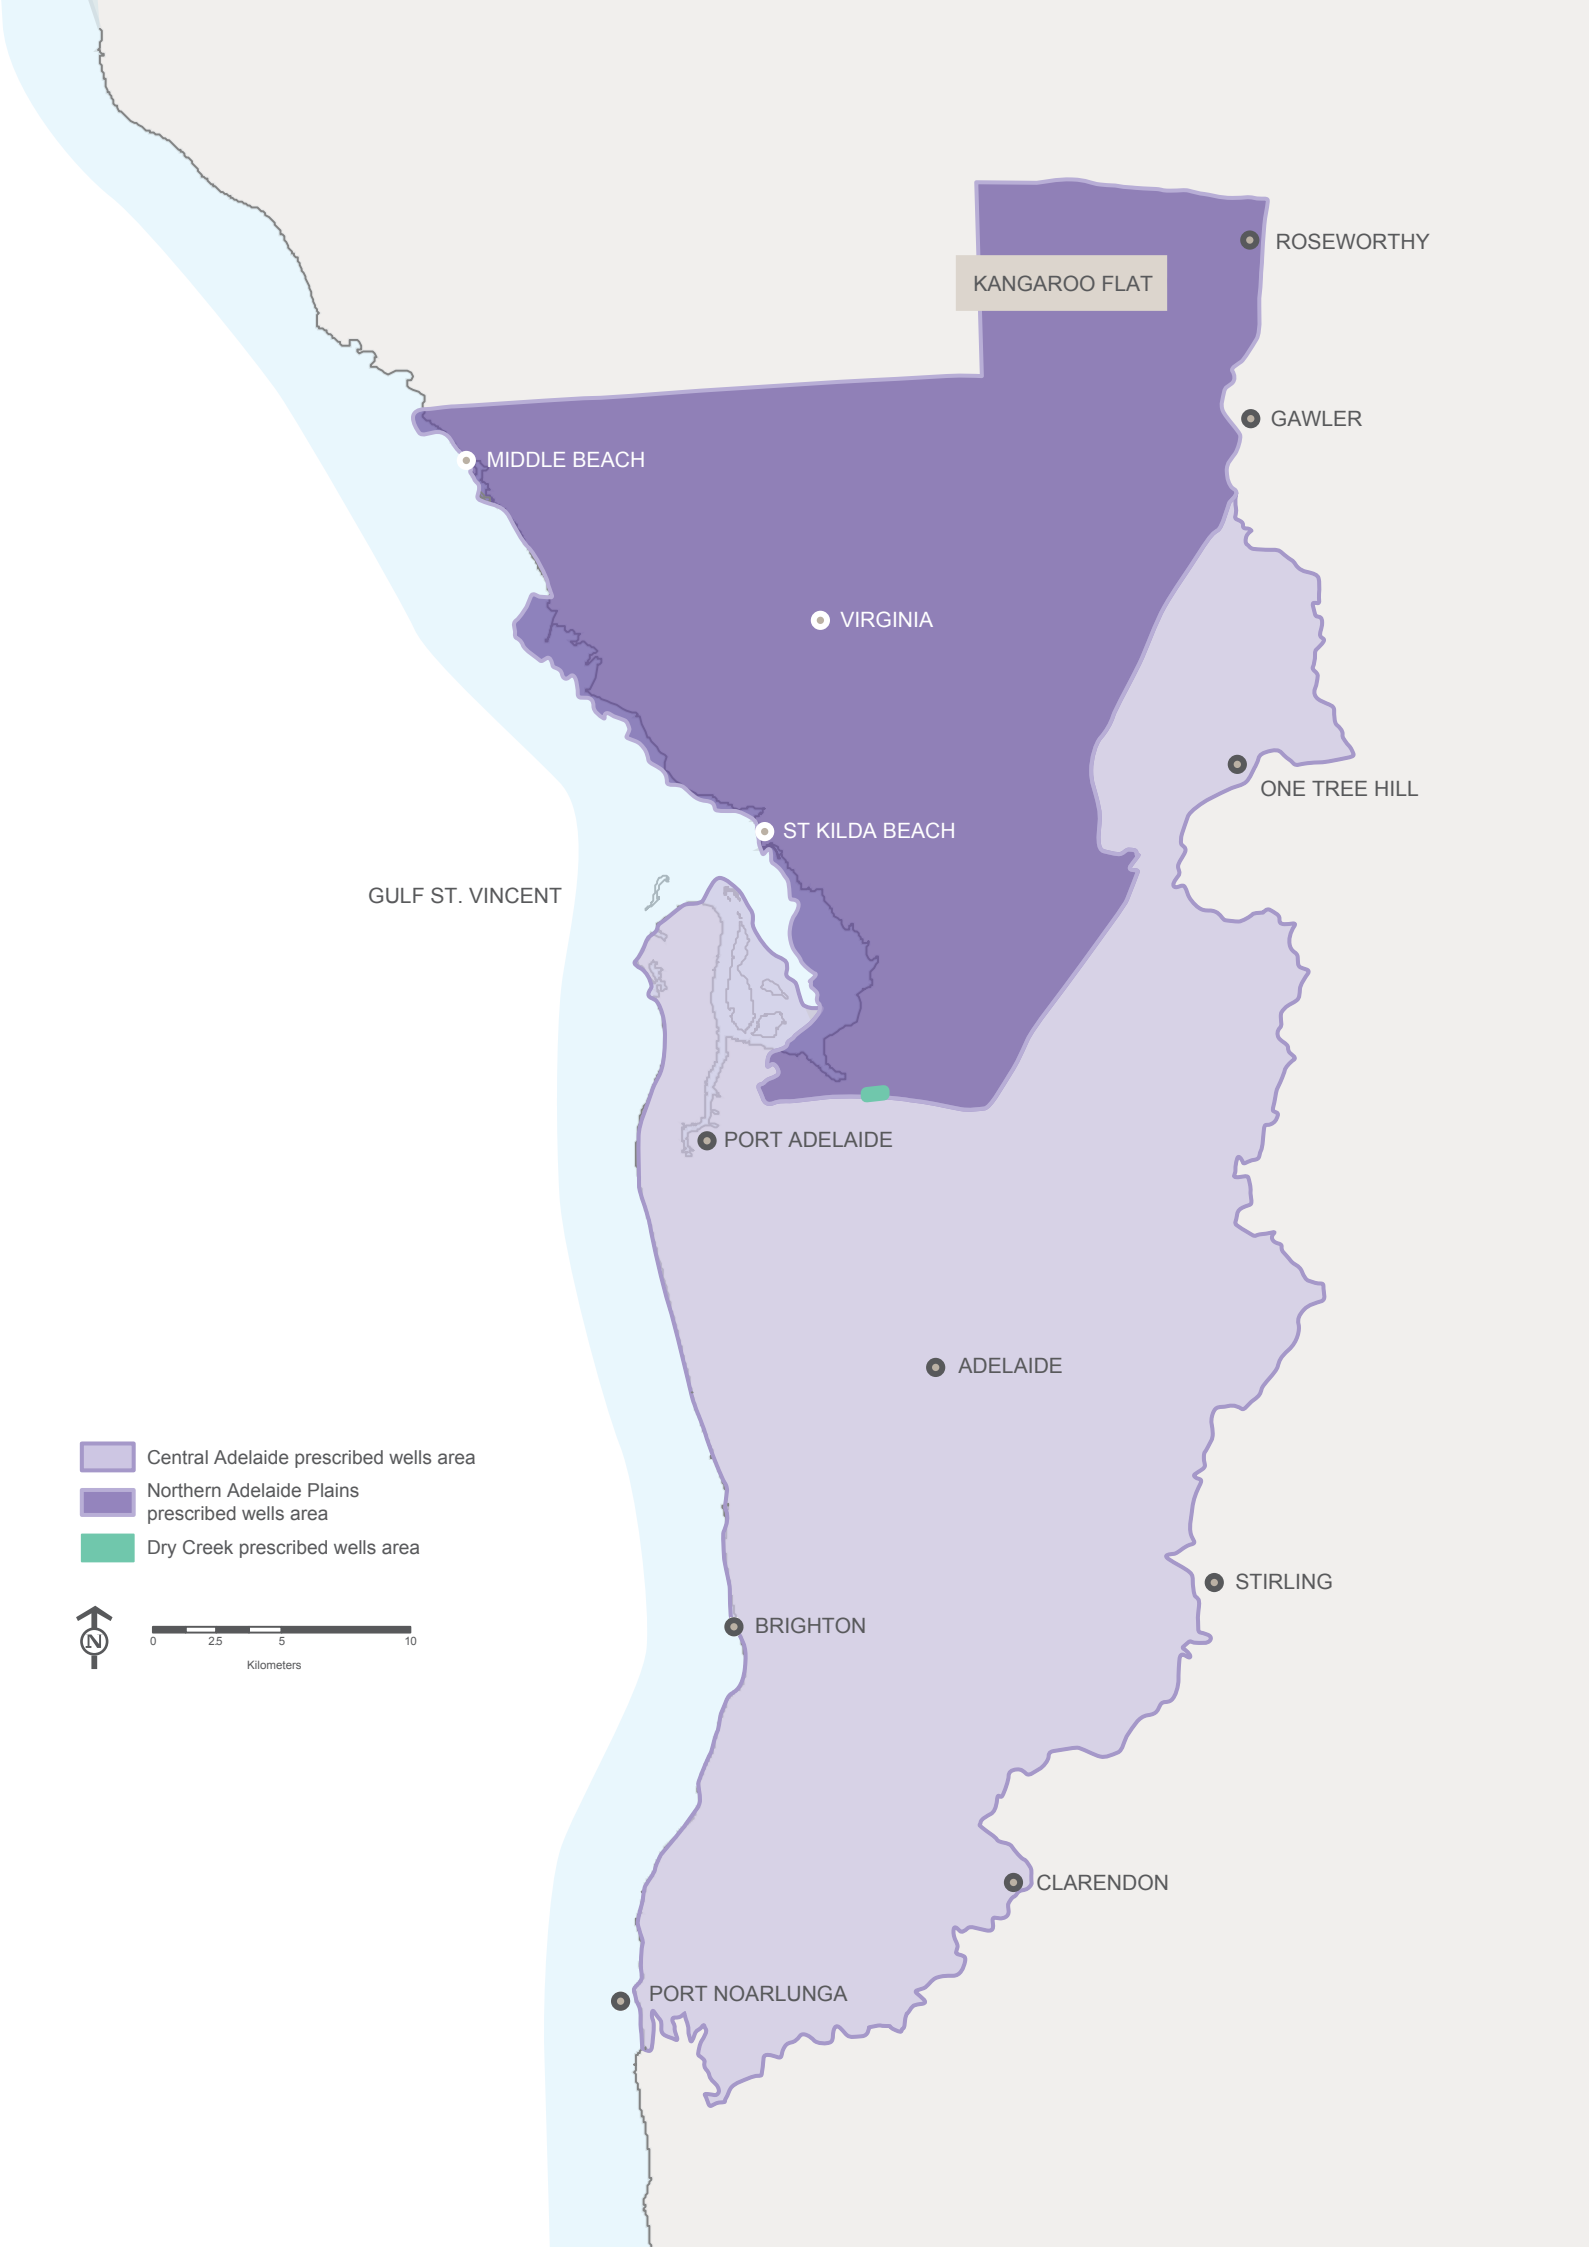 ROSEWORTHY
KANGAROO FLAT
GAWLER
MIDDLE BEACH
VIRGINIA
ONE TREE HILL
ST KILDA BEACH
GULF ST. VINCENT
PORT ADELAIDE
ADELAIDE
Central Adelaide prescribed wells area
Northern Adelaide Plains
prescribed wells area
Dry Creek prescribed wells area
STIRLING
BRIGHTON
N
0 2.5 5 10
Kilometers
CLARENDON
PORT NOARLUNGA